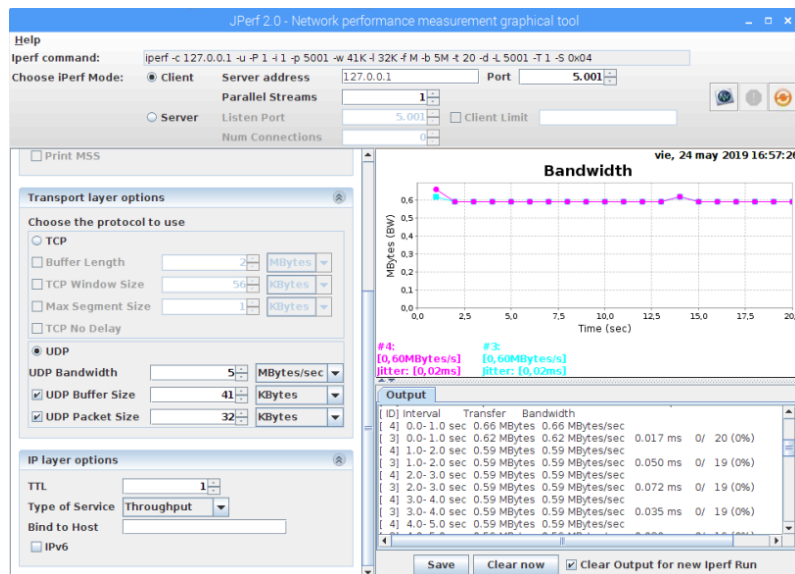 JPerf 2.0 - Network performance measurement graphical tool
Help
Iperf command: iperf -c 127.0.0.1 -u -P 1 -i 1 -p 5001 -w 41K -l 32K -f M -b 5M -t 20 -d -L 5001 -T 1 -S 0x04
Choose iPerf Mode: Client Server address 127.0.0.1 Port 5.001
Parallel Streams 1
Server Listen Port 5.001 Client Limit
Num Connections 0
Print MSS
Transport layer options
Choose the protocol to use
TCP
Buffer Length 2 MBytes
TCP Window Size 56 KBytes
Max Segment Size 1 KBytes
TCP No Delay
UDP
UDP Bandwidth 5 MBytes/sec
UDP Buffer Size 41 KBytes
UDP Packet Size 32 KBytes
IP layer options
TTL 1
Type of Service Throughput
Bind to Host
IPv6
vie, 24 may 2019 16:57:26
Bandwidth
MBytes (BW)
0,6
0,5
0,4
0,3
0,2
0,1
0,0
0,0 2,5 5,0 7,5 10,0 12,5 15,0 17,5 20,
Time (sec)
#4: #3:
[0,60MBytes/s] [0,60MBytes/s]
Jitter: [0,02ms] Jitter: [0,02ms]
Output
[ ID] Interval Transfer Bandwidth
[ 4] 0.0- 1.0 sec 0.66 MBytes 0.66 MBytes/sec
[ 3] 0.0- 1.0 sec 0.62 MBytes 0.62 MBytes/sec 0.017 ms 0/ 20 (0%)
[ 4] 1.0- 2.0 sec 0.59 MBytes 0.59 MBytes/sec
[ 3] 1.0- 2.0 sec 0.59 MBytes 0.59 MBytes/sec 0.050 ms 0/ 19 (0%)
[ 4] 2.0- 3.0 sec 0.59 MBytes 0.59 MBytes/sec
[ 3] 2.0- 3.0 sec 0.59 MBytes 0.59 MBytes/sec 0.072 ms 0/ 19 (0%)
[ 4] 3.0- 4.0 sec 0.59 MBytes 0.59 MBytes/sec
[ 3] 3.0- 4.0 sec 0.59 MBytes 0.59 MBytes/sec 0.035 ms 0/ 19 (0%)
[ 4] 4.0- 5.0 sec 0.59 MBytes 0.59 MBytes/sec
Save Clear now Clear Output for new Iperf Run